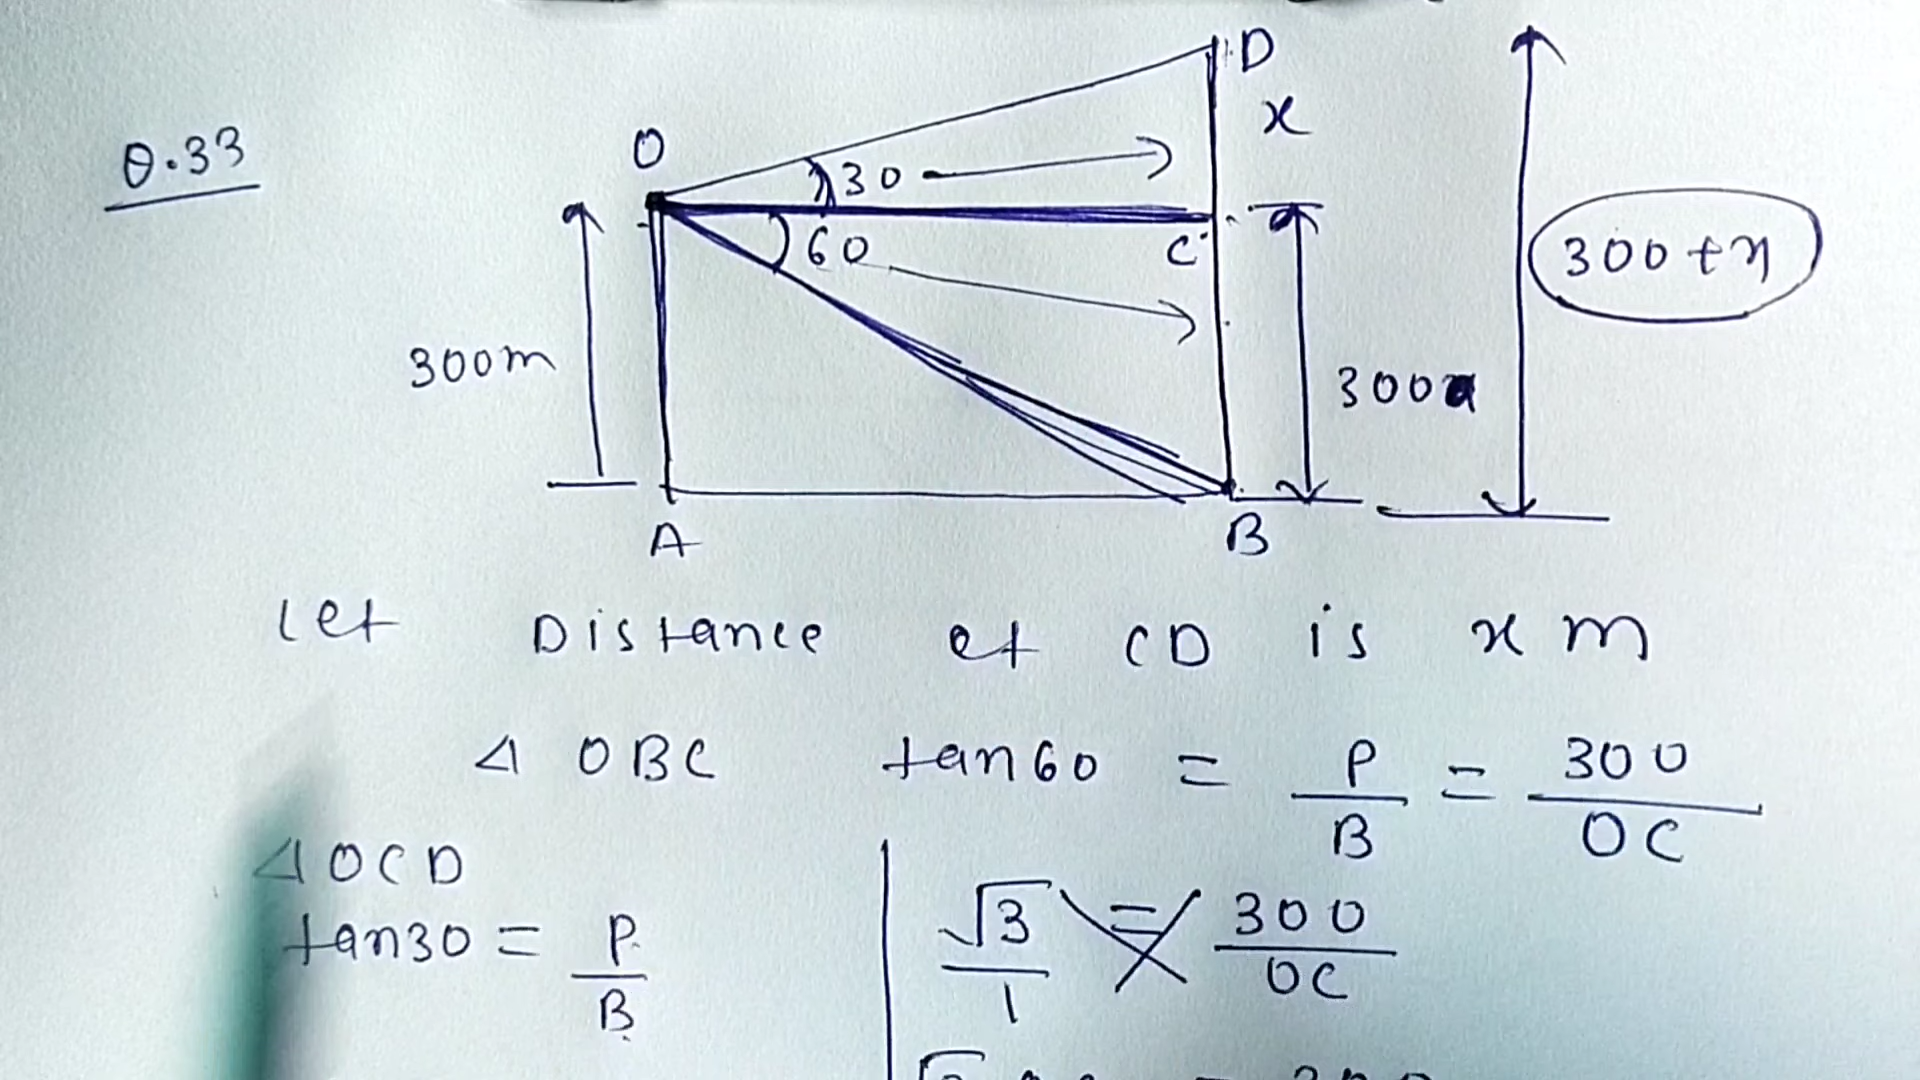 Q.33
O
D
x
30
60
C
300m
300
300+x
A
B
Let Distance of CD is x m
△ OBC tan60 = P/B = 300/OC
△OCD
tan30 = P/B
√3/1 = 300/OC